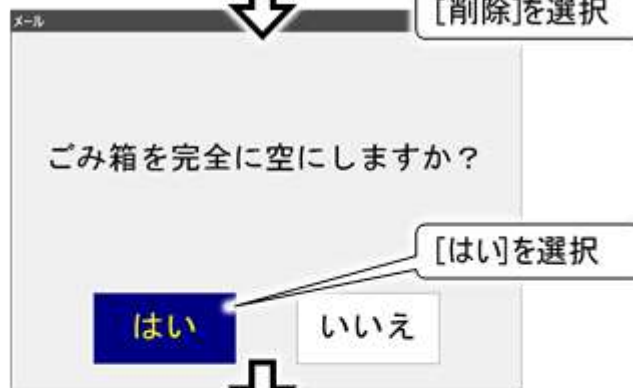 [削除]を選択
メール
ごみ箱を完全に空にしますか？
[はい]を選択
はい
いいえ